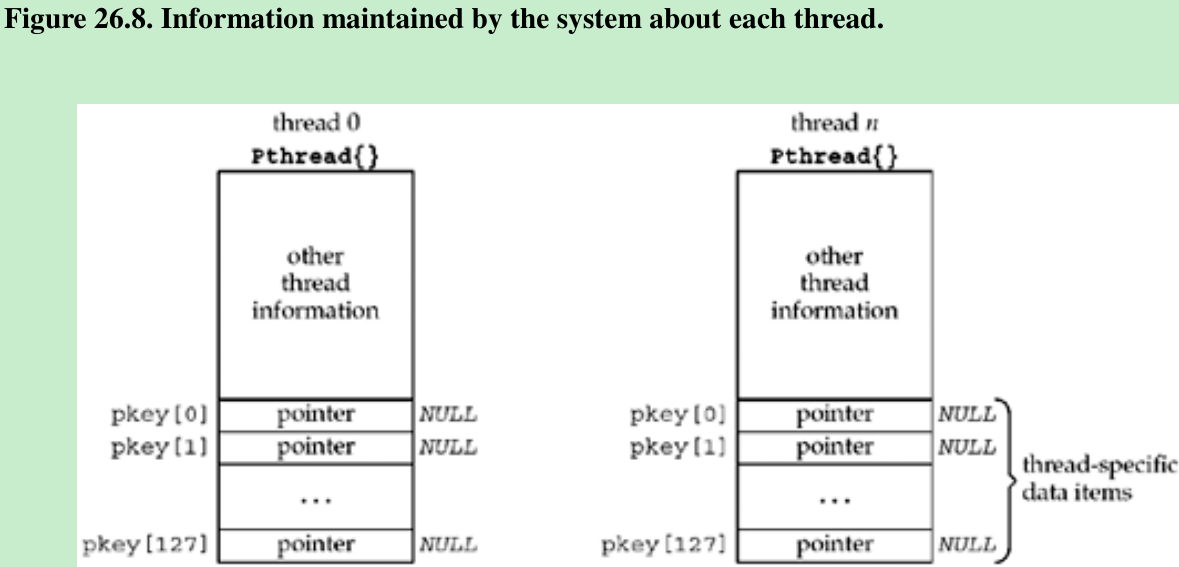 Figure 26.8. Information maintained by the system about each thread.
thread 0
Pthread{}
other
thread
information
pkey[0] pointer NULL
pkey[1] pointer NULL
...
pkey[127] pointer NULL
thread n
Pthread{}
other
thread
information
pkey[0] pointer NULL
pkey[1] pointer NULL
...
pkey[127] pointer NULL
thread-specific
data items